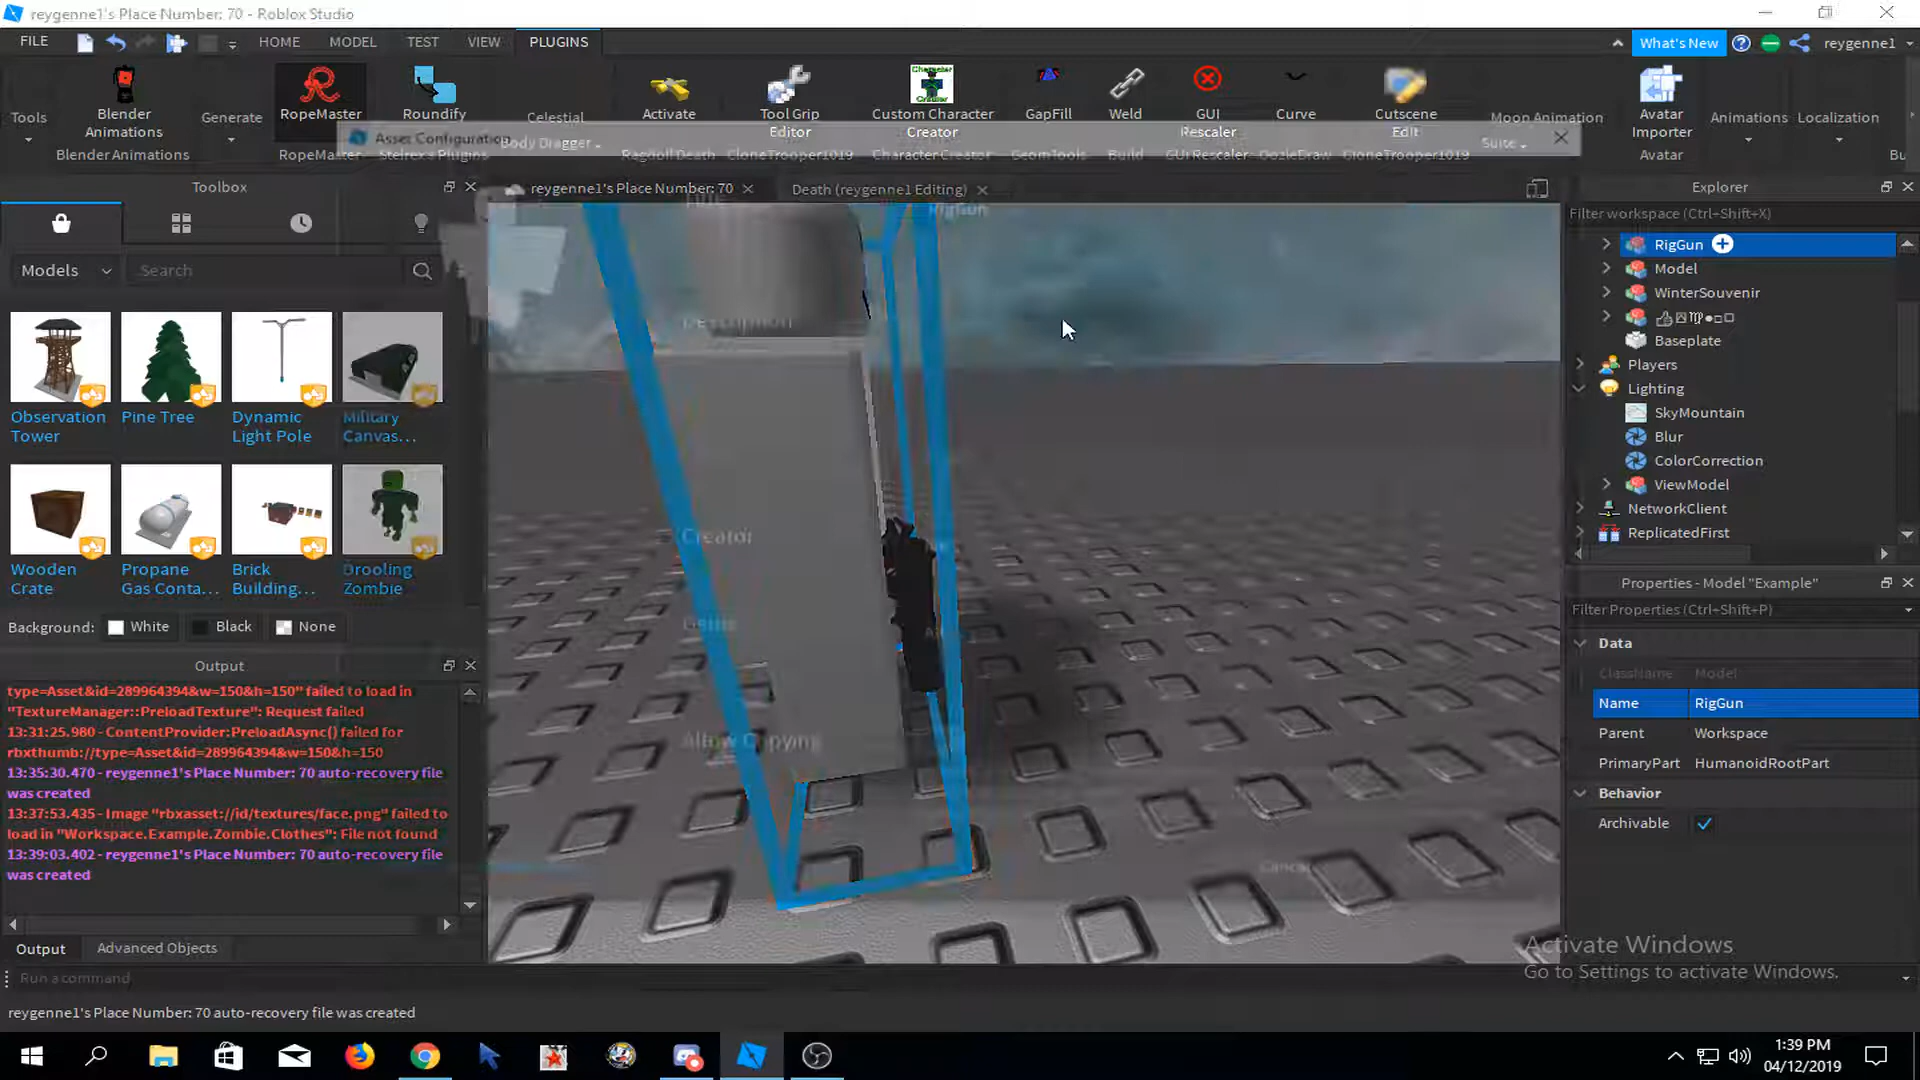 reygenne1's Place Number: 70 - Roblox Studio
FILE HOME MODEL TEST VIEW PLUGINS What's New reygenne1
Tools Blender Animations Generate RopeMaster Roundify Celestial Body Dragger Activate Tool Grip Editor Custom Character Creator GapFill Weld GUI Rescaler Curve Cutscene Edit Moon Animation Suite Avatar Importer Animations Localization
Blender Animations RopeMaster Stelrex's Plugins Ragdoll Death CloneTrooper1019 Character Creator GeomTools Build GUI Rescaler OozleDraw CloneTrooper1019 Avatar Bu
Asset Configuration
Toolbox
reygenne1's Place Number: 70
Death (reygenne1 Editing)
Explorer
Title
RigGun
Filter workspace (Ctrl+Shift+X)
Models
Search
RigGun
Model
WinterSouvenir
Baseplate
Players
Lighting
SkyMountain
Blur
ColorCorrection
ViewModel
NetworkClient
ReplicatedFirst
Description
Creator
Genre
All
Allow Copying
Cancel
Observation Tower
Pine Tree
Dynamic Light Pole
Military Canvas...
Wooden Crate
Propane Gas Conta...
Brick Building...
Drooling Zombie
Background: White Black None
Properties - Model "Example"
Filter Properties (Ctrl+Shift+P)
Data
ClassName Model
Name RigGun
Parent Workspace
PrimaryPart HumanoidRootPart
Behavior
Archivable
Output
type=Asset&id=289964394&w=150&h=150" failed to load in
"TextureManager::PreloadTexture": Request failed
13:31:25.980 - ContentProvider:PreloadAsync() failed for
rbxthumb://type=Asset&id=289964394&w=150&h=150
13:35:30.470 - reygenne1's Place Number: 70 auto-recovery file
was created
13:37:53.435 - Image "rbxasset://id/textures/face.png" failed to
load in "Workspace.Example.Zombie.Clothes": File not found
13:39:03.402 - reygenne1's Place Number: 70 auto-recovery file
was created
Output Advanced Objects
Run a command
reygenne1's Place Number: 70 auto-recovery file was created
Activate Windows
Go to Settings to activate Windows.
1:39 PM
04/12/2019